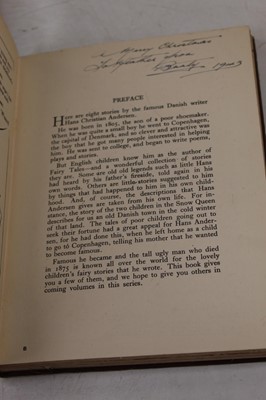 Merry Christmas
PREFACE
Here are eight stories by the famous Danish writer
Hans Christian Andersen.
He was born in 1805, the son of a poor shoemaker.
When he was quite a small boy he went to Copenhagen,
the capital of Denmark, and so clever and attractive was
the boy that he got many people interested in helping
him. He was sent to college, and began to write poems,
plays and stories.
But English children know him as the author of
Fairy Tales—and a wonderful collection of stories
they are. Some are old legends such as little Hans
had heard by his father's fireside, told again in his
own words. Others are little stories suggested to him
by things that had happened to him in his own child-
hood. And, of course, the descriptions that Hans
Andersen gives are taken from his own life. For in-
stance, the story of the two children in the Snow Queen
describes for us an old Danish town in the cold winter
days. The tales of poor children going out to
seek their fortune had a great appeal for Hans Ander-
sen, for he had done this, when he left home as a child
to go to Copenhagen, telling his mother that he wanted
to become famous.
Famous he became and the tall ugly man who died
in 1875 is known all over the world for the lovely
children's fairy stories that he wrote. This book gives
you a few of them, and we hope to give you others in
coming volumes in this series.
8